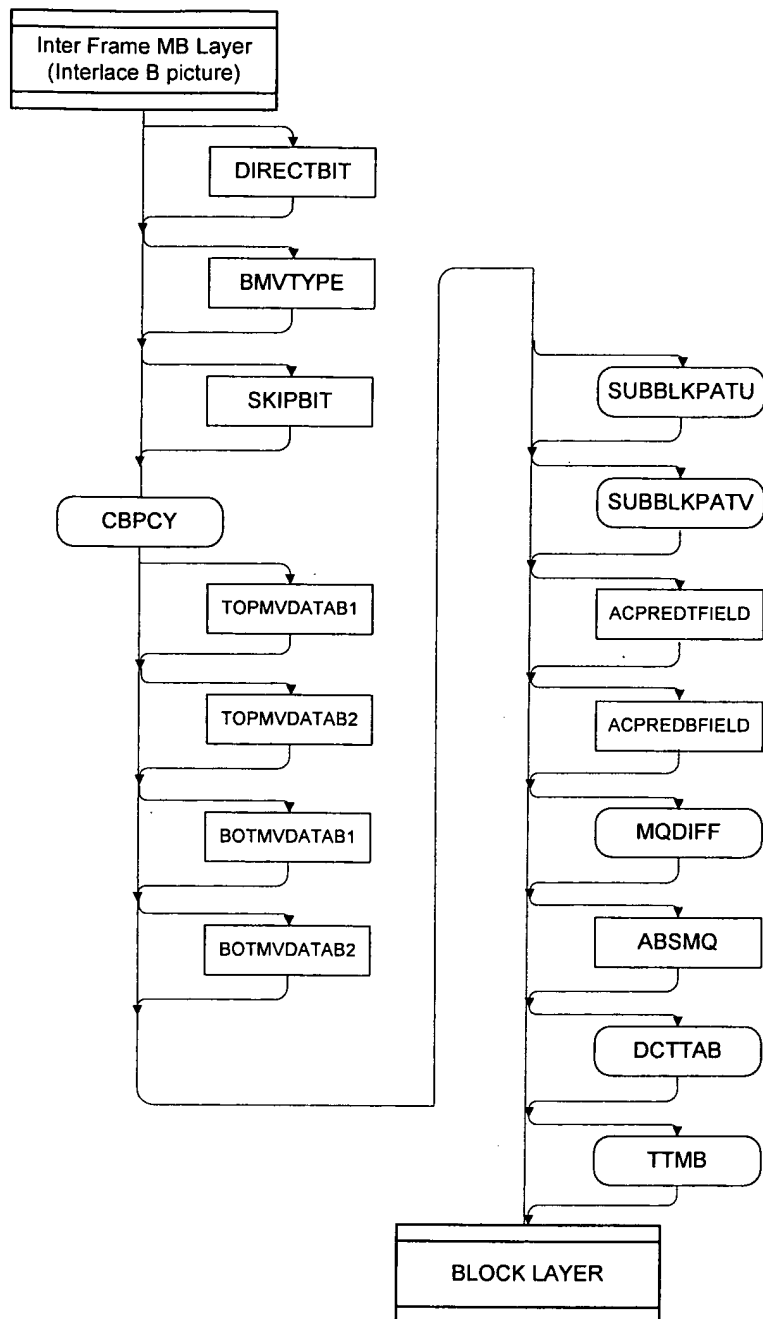 Inter Frame MB Layer
(Interlace B picture)
DIRECTBIT
BMVTYPE
SKIPBIT
CBPCY
TOPMVDATAB1
TOPMVDATAB2
BOTMVDATAB1
BOTMVDATAB2
SUBBLKPATU
SUBBLKPATV
ACPREDTFIELD
ACPREDBFIELD
MQDIFF
ABSMQ
DCTTAB
TTMB
BLOCK LAYER